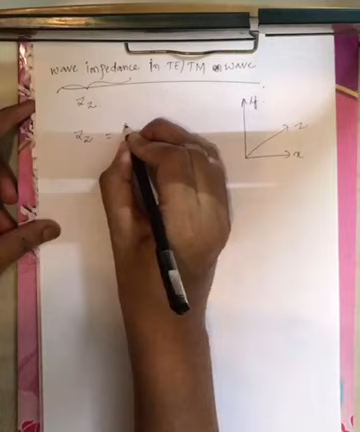 wave impedance in TE/TM wave
Zz
y
Zz =
z
x